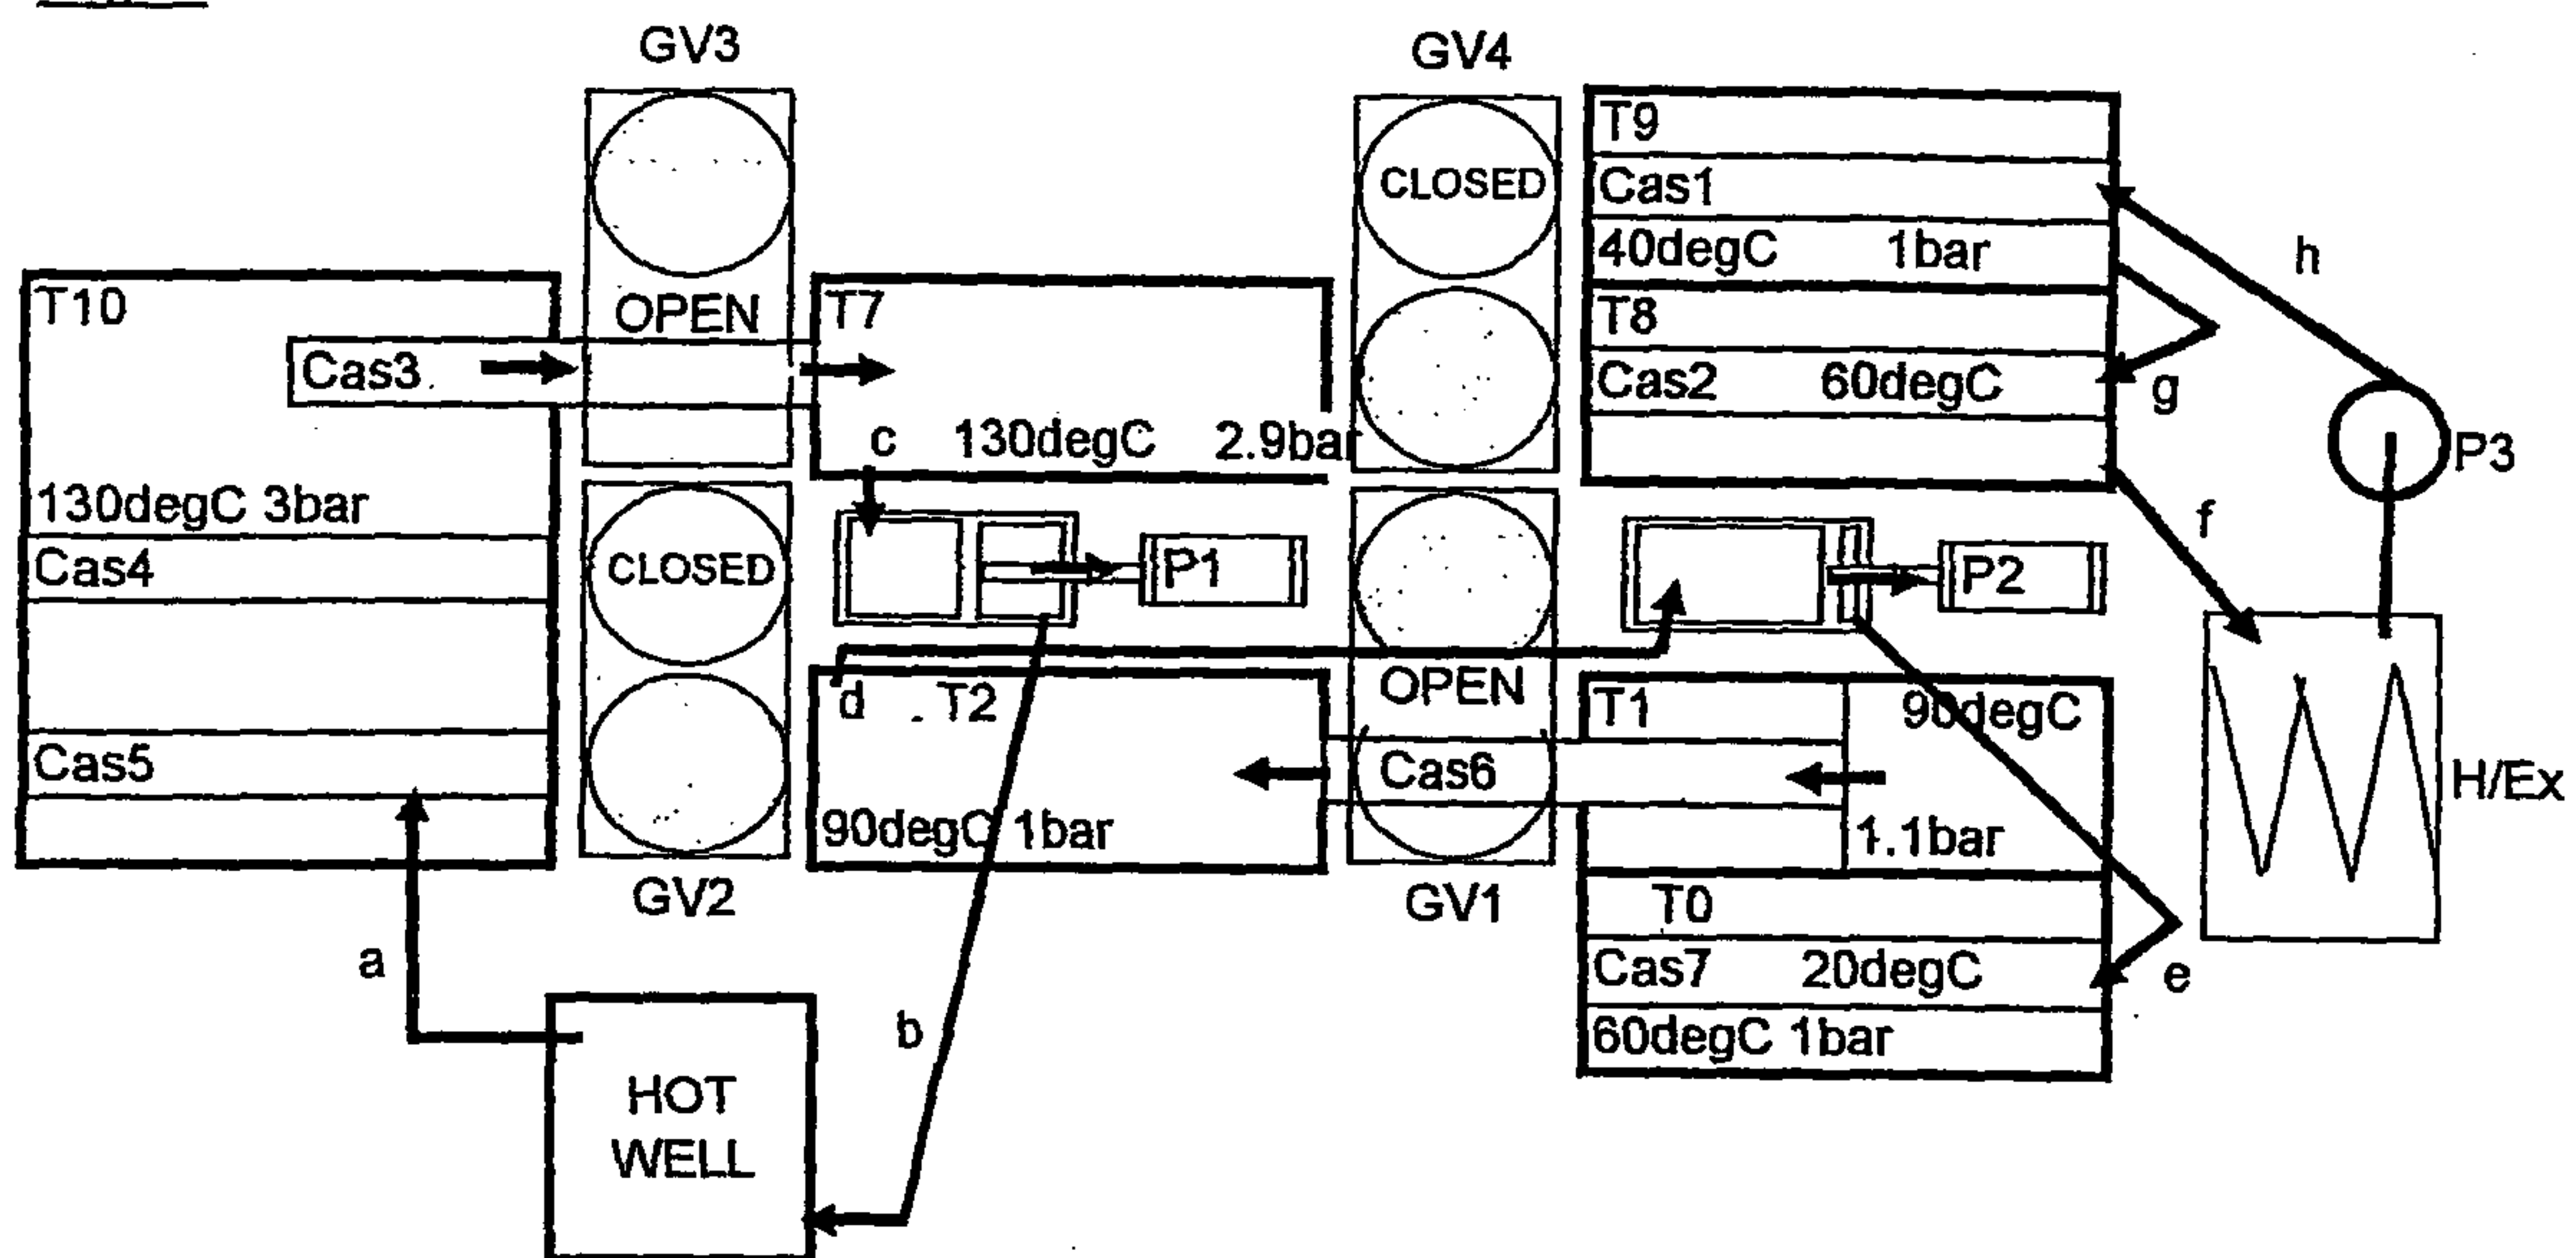 GV3
GV4
T9
CLOSED
Cas1
40degC 1bar
h
T10
OPEN
T7
T8
Cas3
Cas2 60degC
g
c 130degC 2.9bar
P3
130degC 3bar
f
Cas4
CLOSED
P1
P2
d T2
OPEN
T1 90degC
Cas5
Cas6
H/Ex
90degC 1bar
1.1bar
GV2
GV1
T0
a
Cas7 20degC
e
b
60degC 1bar
HOT
WELL